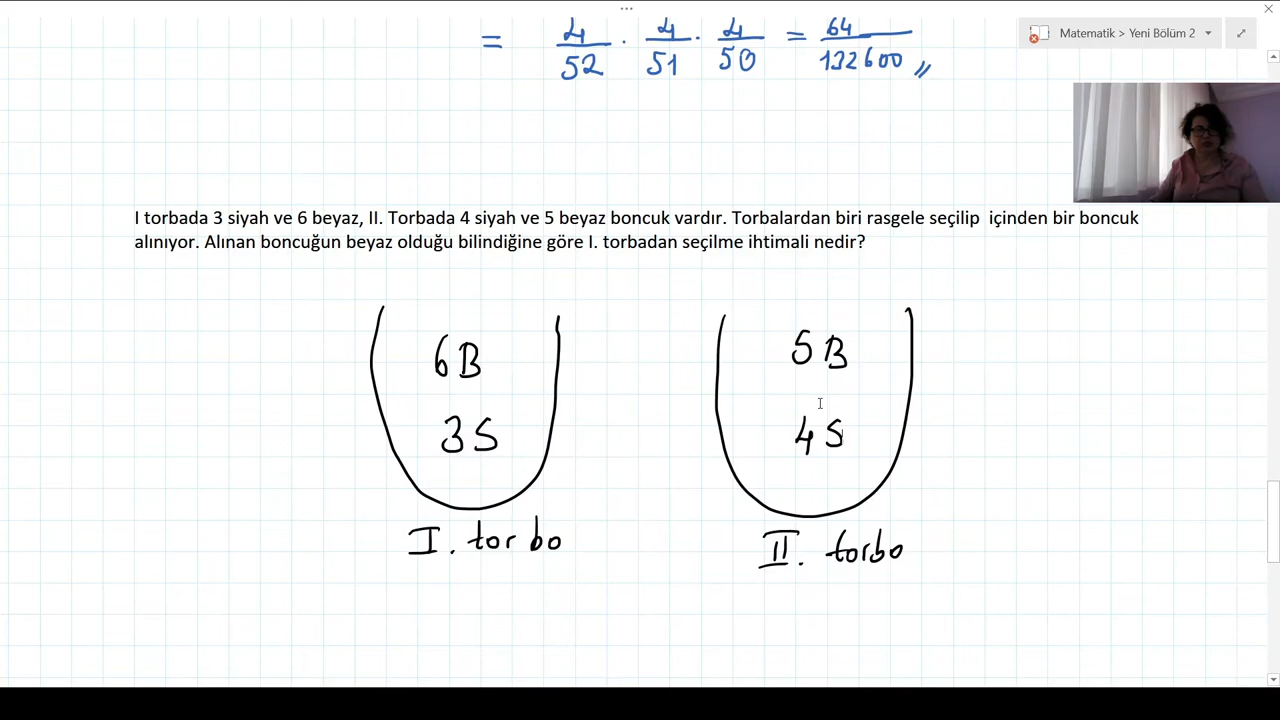 Matematik > Yeni Bölüm 2
= 4/52 · 4/51 · 4/50 = 64/132600 //
I torbada 3 siyah ve 6 beyaz, II. Torbada 4 siyah ve 5 beyaz boncuk vardır. Torbalardan biri rasgele seçilip içinden bir boncuk
alınıyor. Alınan boncuğun beyaz olduğu bilindiğine göre I. torbadan seçilme ihtimali nedir?
6B
3S
I. torba
5B
4S
II. torba